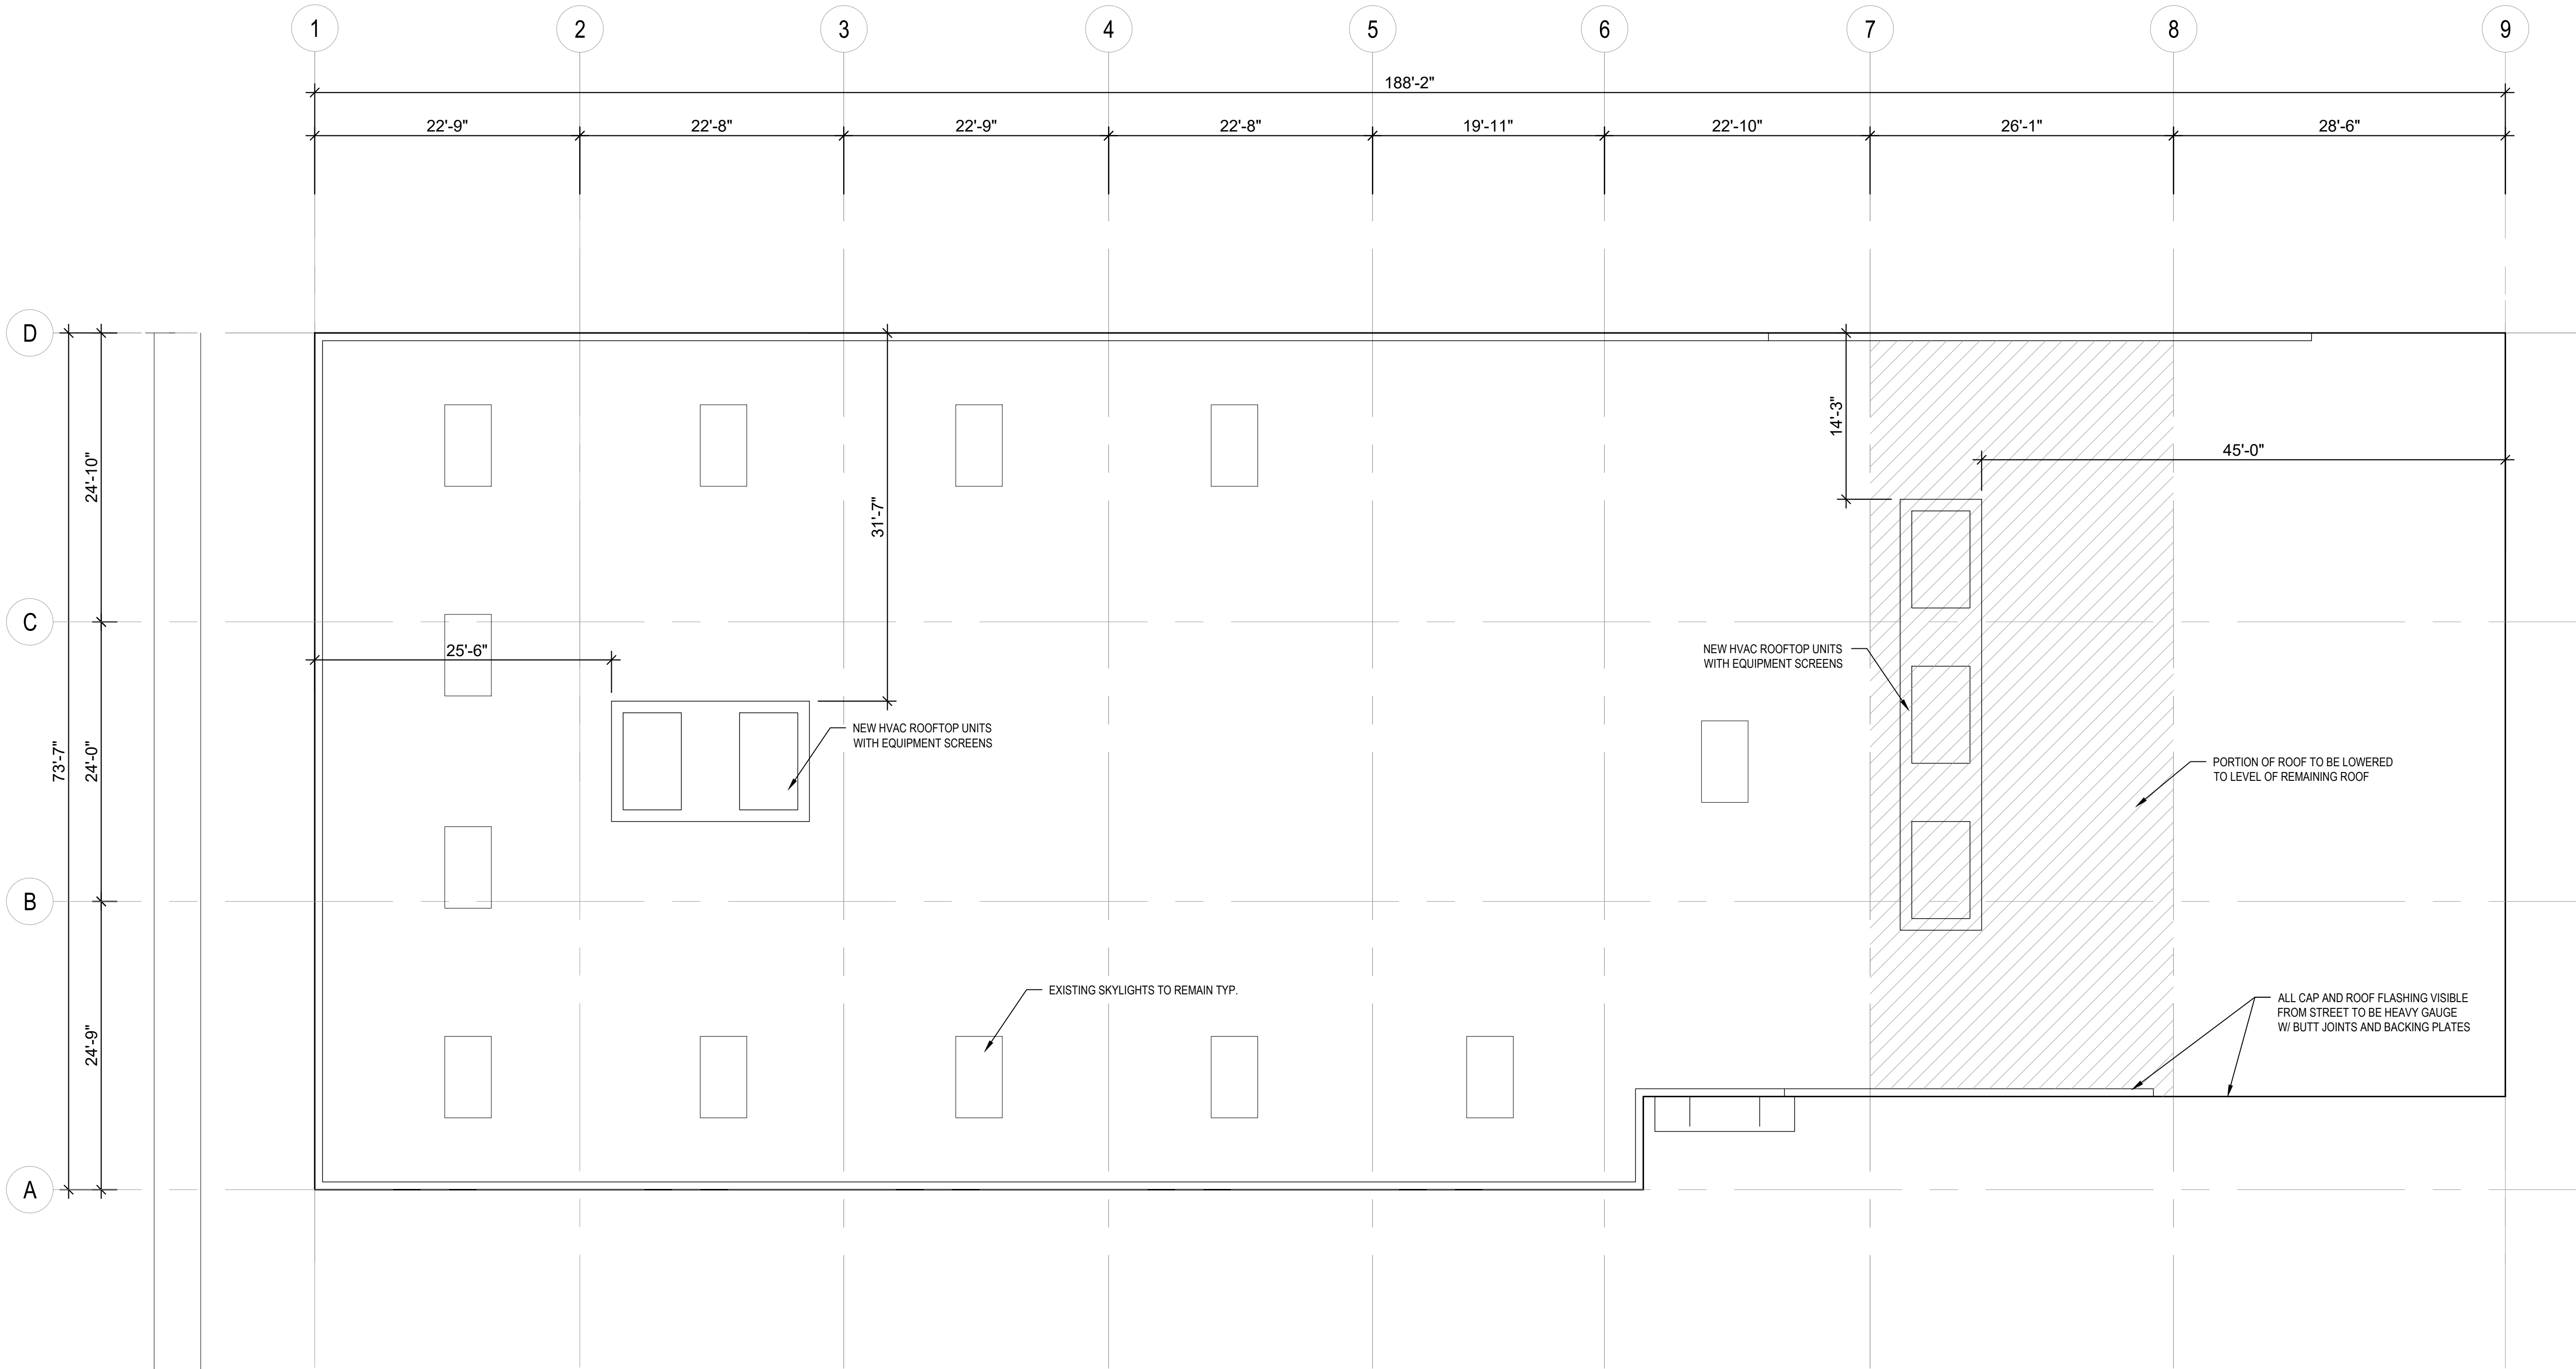 1 2 3 4 5 6 7 8 9
188'-2"
22'-9" 22'-8" 22'-9" 22'-8" 19'-11" 22'-10" 26'-1" 28'-6"
D
24'-10"
14'-3"
45'-0"
31'-7"
C
25'-6"
NEW HVAC ROOFTOP UNITS
WITH EQUIPMENT SCREENS
NEW HVAC ROOFTOP UNITS
WITH EQUIPMENT SCREENS
73'-7"
24'-0"
PORTION OF ROOF TO BE LOWERED
TO LEVEL OF REMAINING ROOF
B
EXISTING SKYLIGHTS TO REMAIN TYP.
24'-9"
ALL CAP AND ROOF FLASHING VISIBLE
FROM STREET TO BE HEAVY GAUGE
W/ BUTT JOINTS AND BACKING PLATES
A